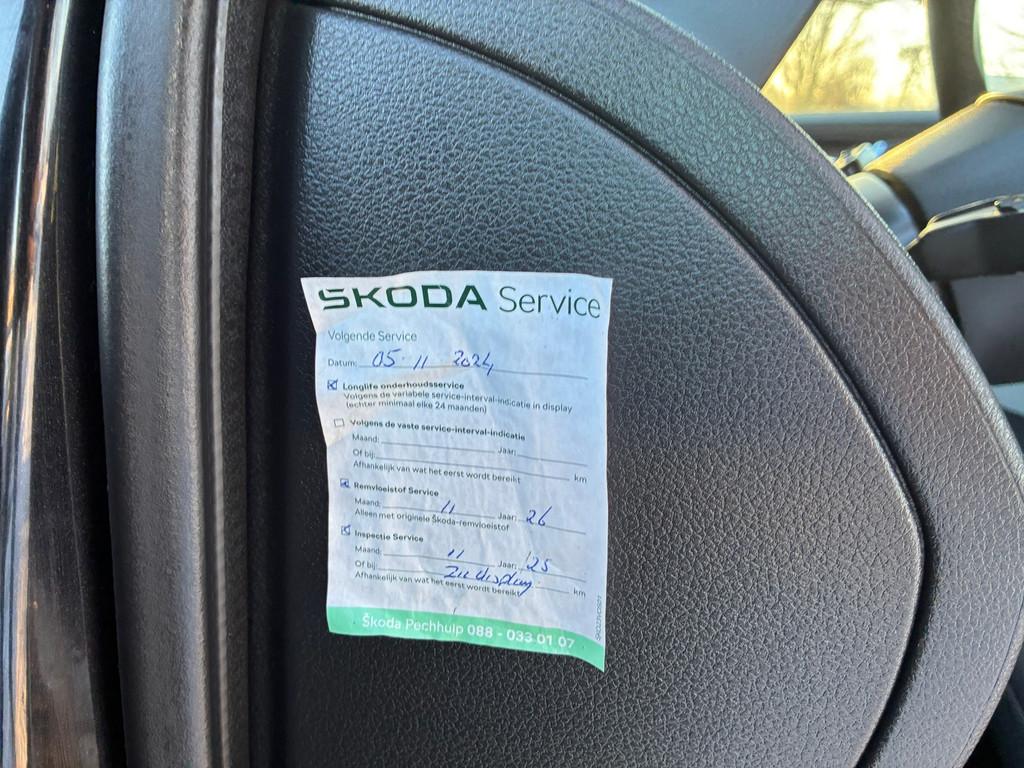 ŠKODA Service
Volgende Service
Datum: 05 - 11 2024
Longlife onderhoudsservice
Volgens de variabele service-interval-indicatie in display
(echter minimaal elke 24 maanden)
Volgens de vaste service-interval-indicatie
Maand: Jaar:
Of bij: km
Afhankelijk van wat het eerst wordt bereikt
Remvloeistof Service
Maand: 11 Jaar: 26
Alleen met originele Škoda-remvloeistof
Inspectie Service
Maand: 11 Jaar: '25
Of bij: Zie display km
Afhankelijk van wat het eerst wordt bereikt
Škoda Pechhulp 088 - 033 01 07